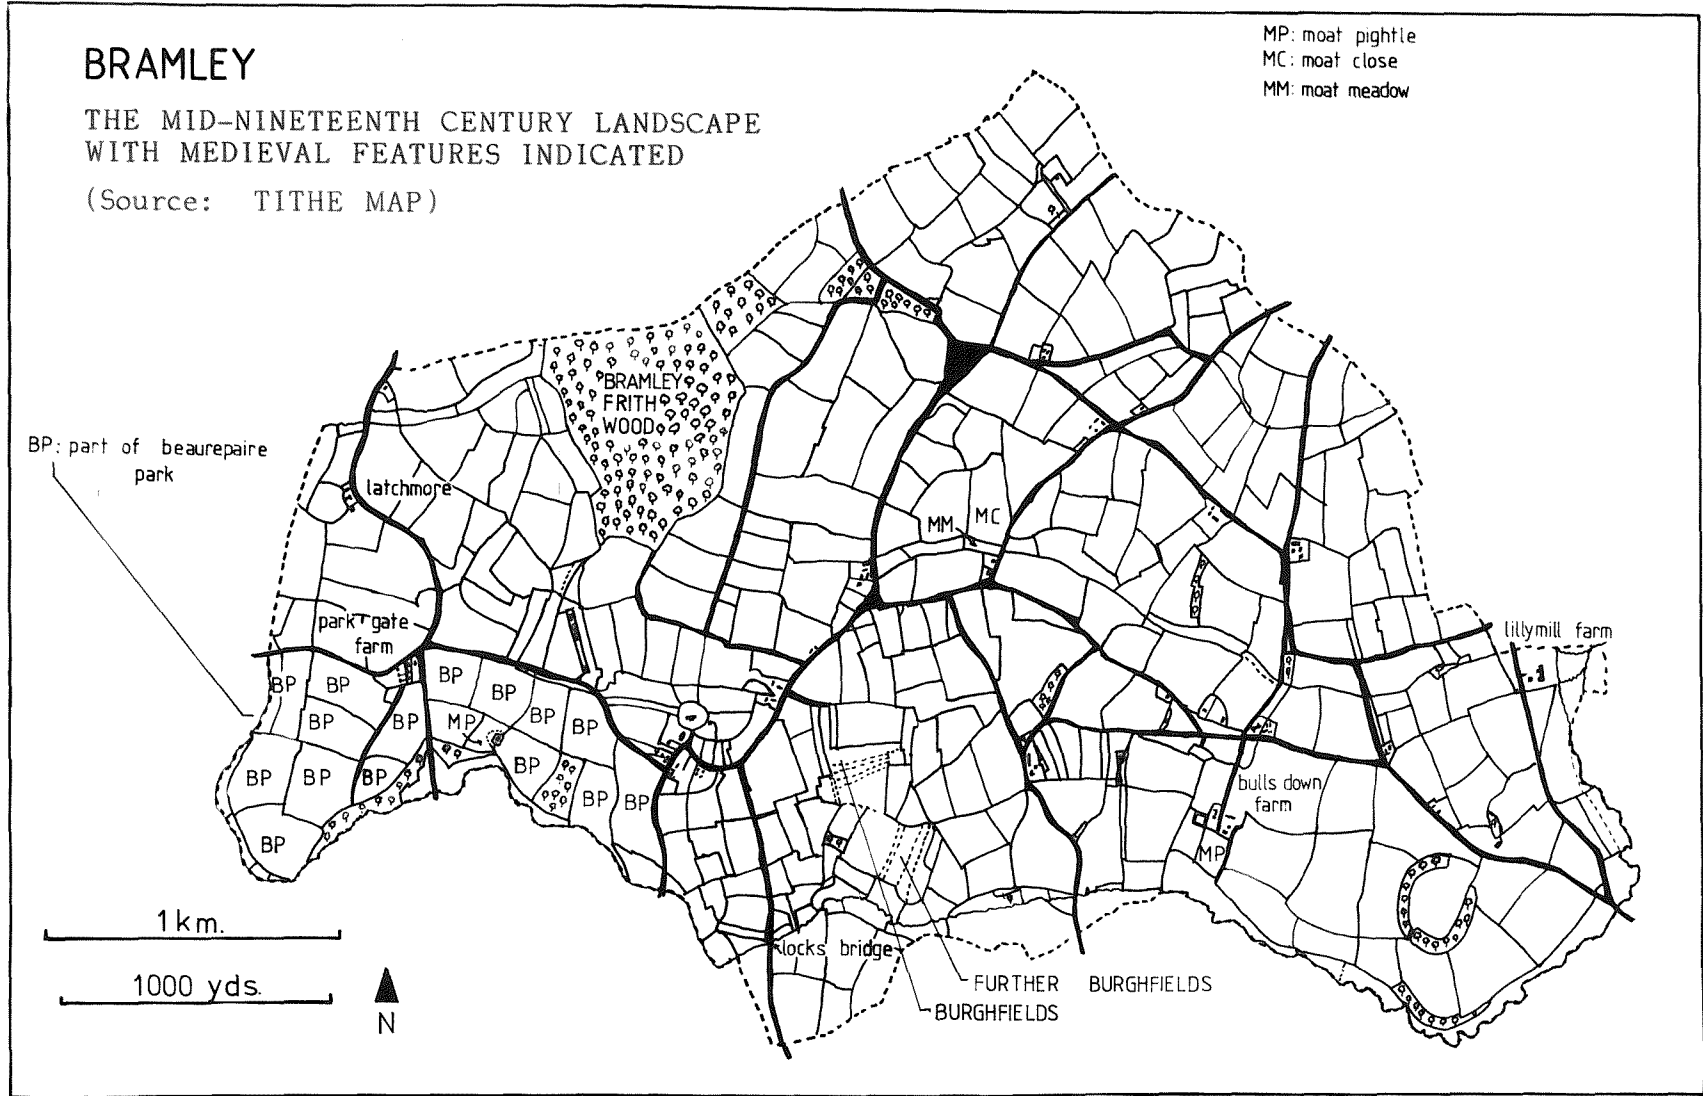 BRAMLEY
THE MID-NINETEENTH CENTURY LANDSCAPE
WITH MEDIEVAL FEATURES INDICATED
(Source: TITHE MAP)
MP: moat pightle
MC: moat close
MM: moat meadow
BRAMLEY
FRITH
WOOD
BP: part of beaurepaire
park
latchmore
MM
MC
park gate
farm
lillymill farm
BP
BP
BP
BP
BP
BP
MP
BP
BP
BP
BP
BP
BP
BP
BP
BP
bulls down
farm
MP
locks bridge
FURTHER BURGHFIELDS
BURGHFIELDS
1km.
1000 yds.
N